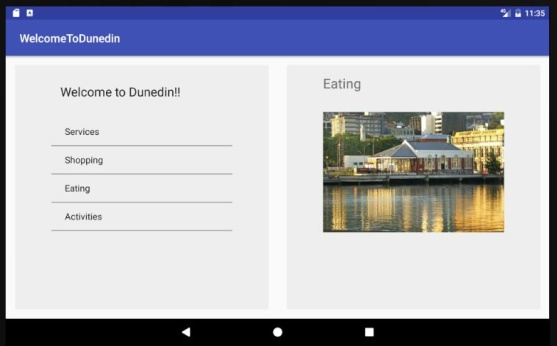 11:35
WelcomeToDunedin
Welcome to Dunedin!!
Services
Shopping
Eating
Activities
Eating